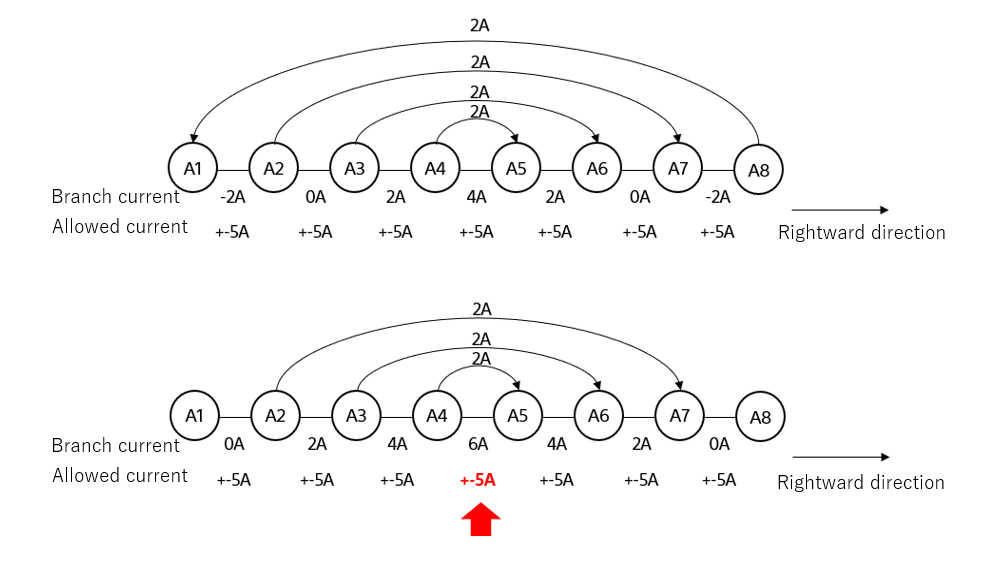 2A
2A
2A
2A
A1 A2 A3 A4 A5 A6 A7 A8
Branch current -2A 0A 2A 4A 2A 0A -2A
Allowed current +-5A +-5A +-5A +-5A +-5A +-5A +-5A
Rightward direction
2A
2A
2A
A1 A2 A3 A4 A5 A6 A7 A8
Branch current 0A 2A 4A 6A 4A 2A 0A
Allowed current +-5A +-5A +-5A +-5A +-5A +-5A +-5A
Rightward direction